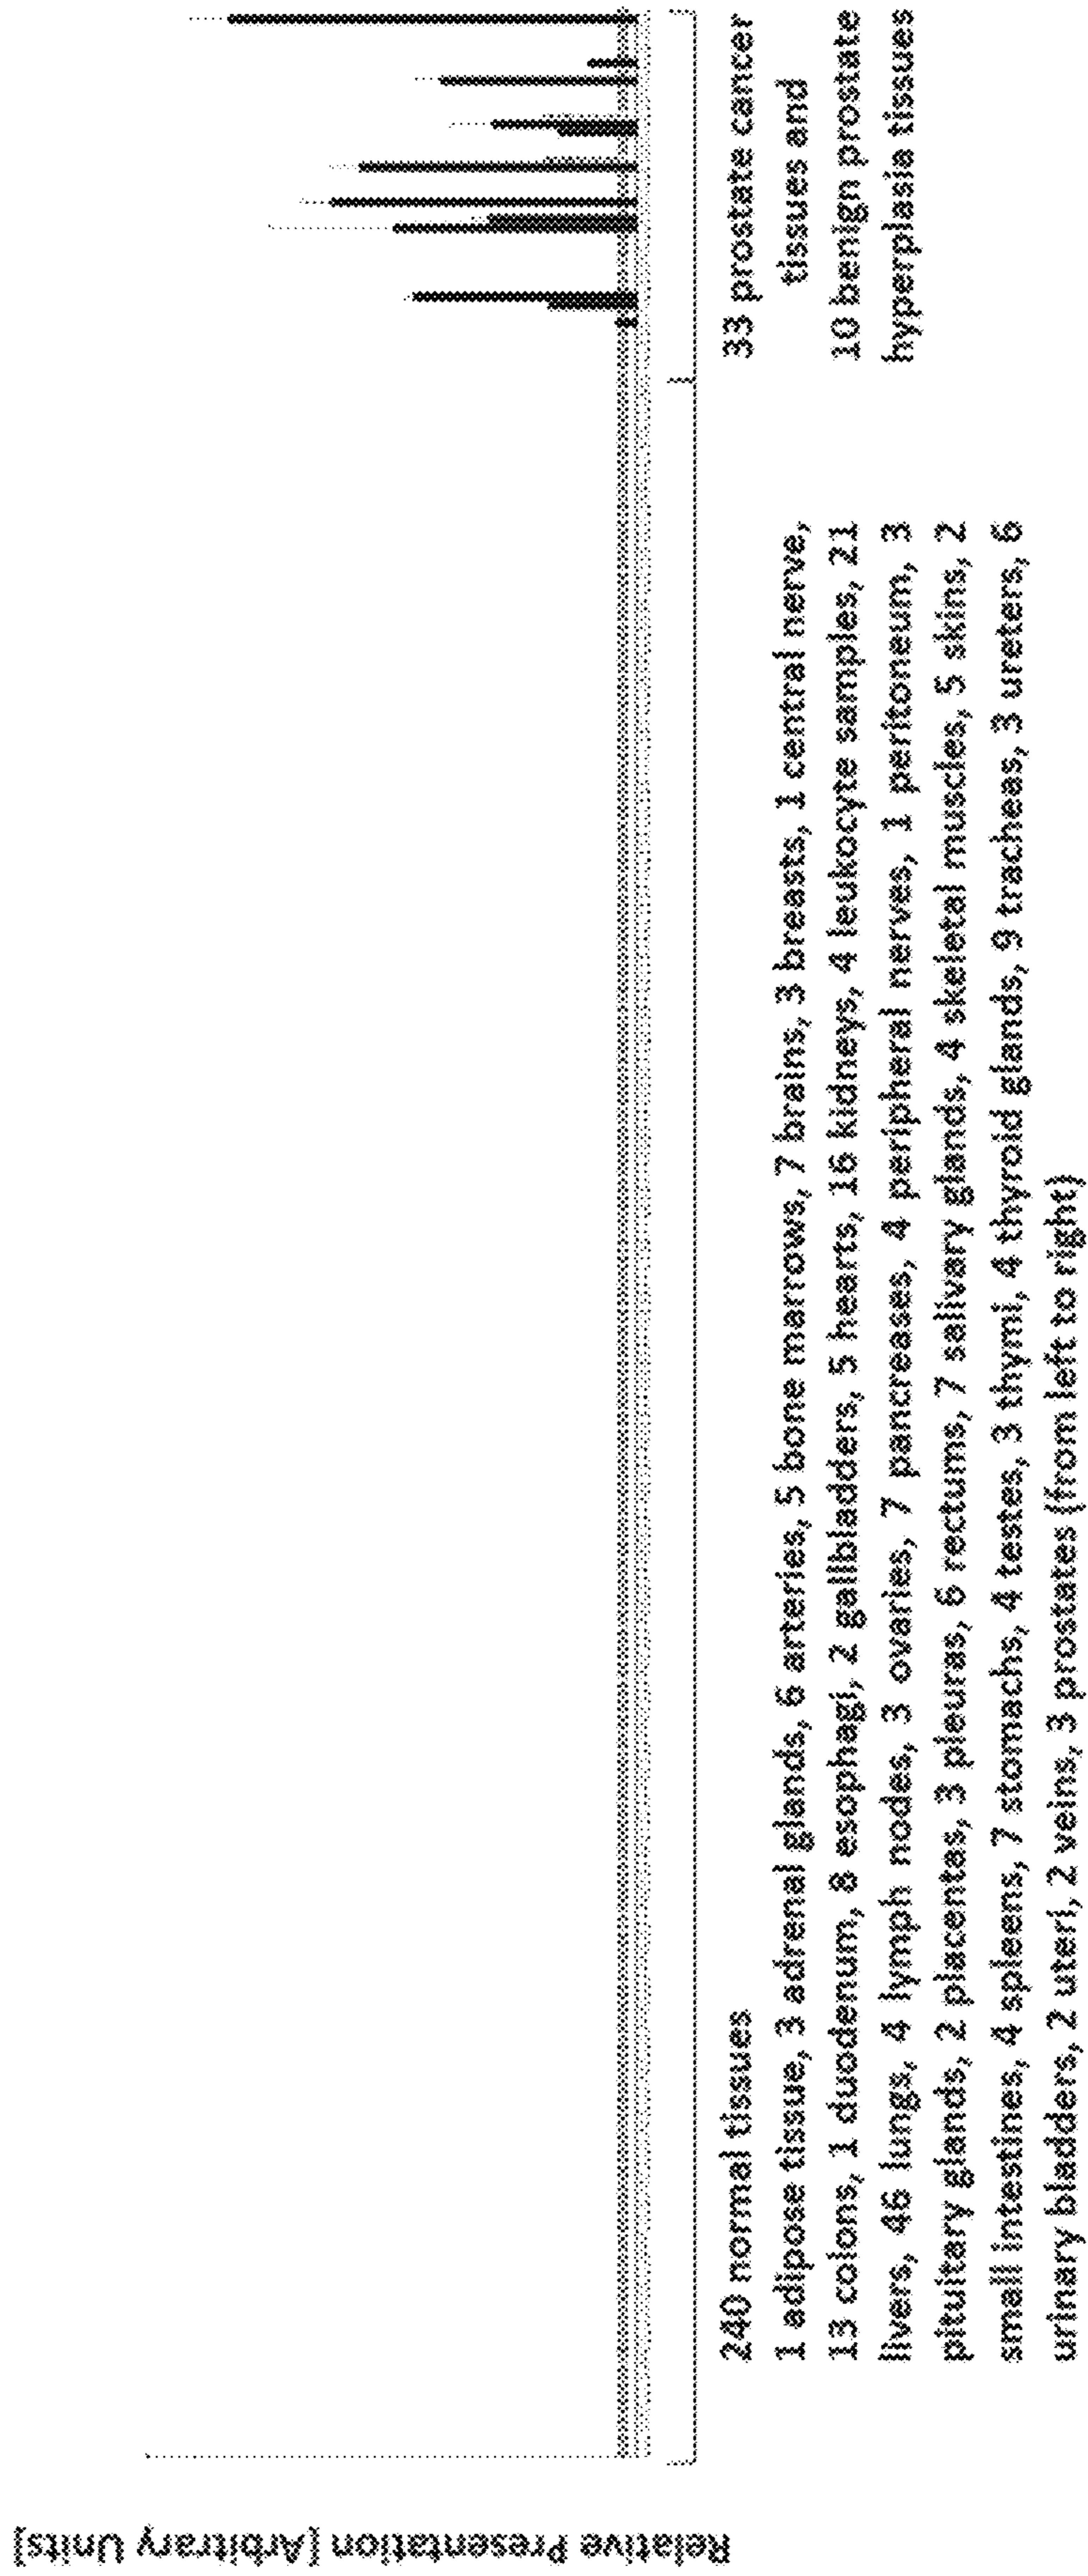 Relative Presentation [Arbitrary Units]
240 normal tissues
1 adipose tissue, 3 adrenal glands, 6 arteries, 5 bone marrows, 7 brains, 3 breasts, 1 central nerve,
13 colons, 1 duodenum, 8 esophagi, 2 gallbladders, 5 hearts, 16 kidneys, 4 leukocyte samples, 21
livers, 46 lungs, 4 lymph nodes, 3 ovaries, 7 pancreases, 4 peripheral nerves, 1 peritoneum, 3
pituitary glands, 2 placentas, 3 pleuras, 6 rectums, 7 salivary glands, 4 skeletal muscles, 5 skins, 2
small intestines, 4 spleens, 7 stomachs, 4 testes, 3 thymi, 4 thyroid glands, 9 tracheas, 3 ureters, 6
urinary bladders, 2 uteri, 2 veins, 3 prostates (from left to right)
33 prostate cancer
tissues and
10 benign prostate
hyperplasia tissues